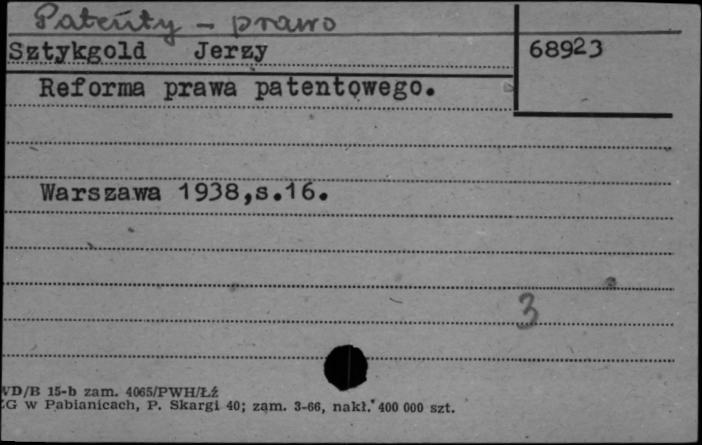 Patenty – prawo
Sztykgold Jerzy 68923
Reforma prawa patentowego.
Warszawa 1938,s.16.
3
VD/B 15-b zam. 4065/PWH/Łź
G w Pabianicach, P. Skargi 40; zam. 3-66, nakł. 400 000 szt.